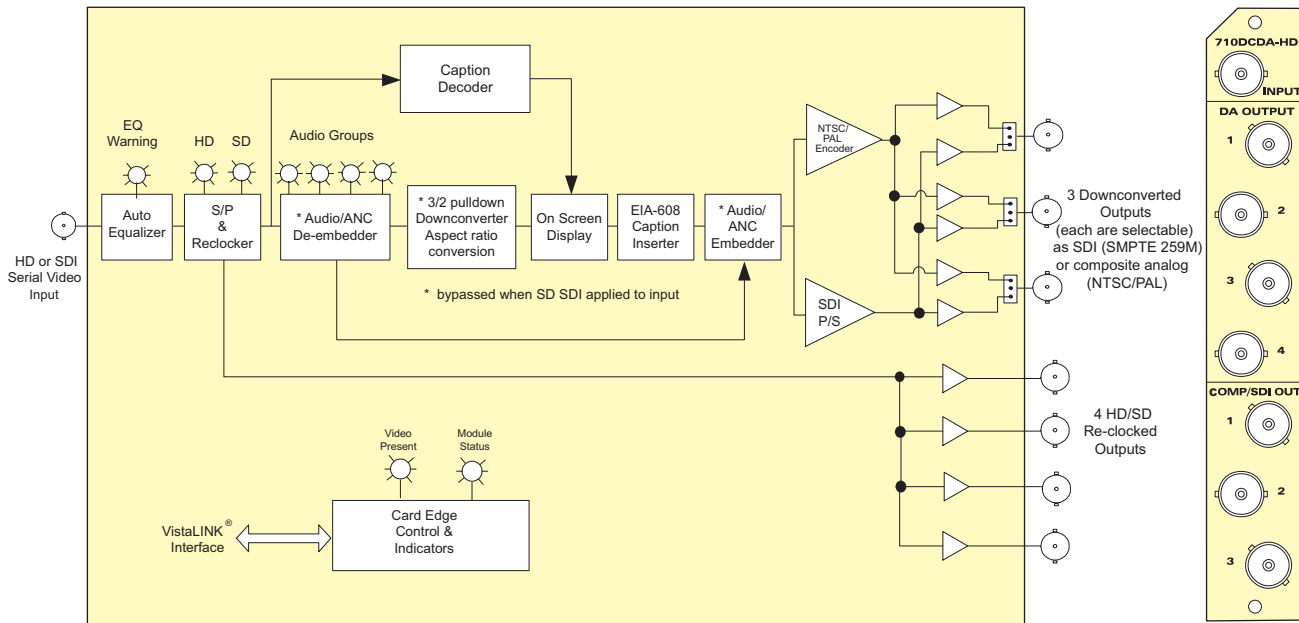 Caption
Decoder
EQ
Warning
HD
SD
Audio Groups
Auto
Equalizer
S/P
&
Reclocker
* Audio/ANC
De-embedder
* 3/2 pulldown
Downconverter
Aspect ratio
conversion
On Screen
Display
EIA-608
Caption
Inserter
* Audio/
ANC
Embedder
NTSC/
PAL
Encoder
SDI
P/S
HD or SDI
Serial Video
Input
* bypassed when SD SDI applied to input
3 Downconverted
Outputs
(each are selectable)
as SDI (SMPTE 259M)
or composite analog
(NTSC/PAL)
4 HD/SD
Re-clocked
Outputs
Video
Present
Module
Status
VistaLINK®
Interface
Card Edge
Control &
Indicators
710DCDA-HD
INPUT
DA OUTPUT
1
2
3
4
COMP/SDI OUT
1
2
3